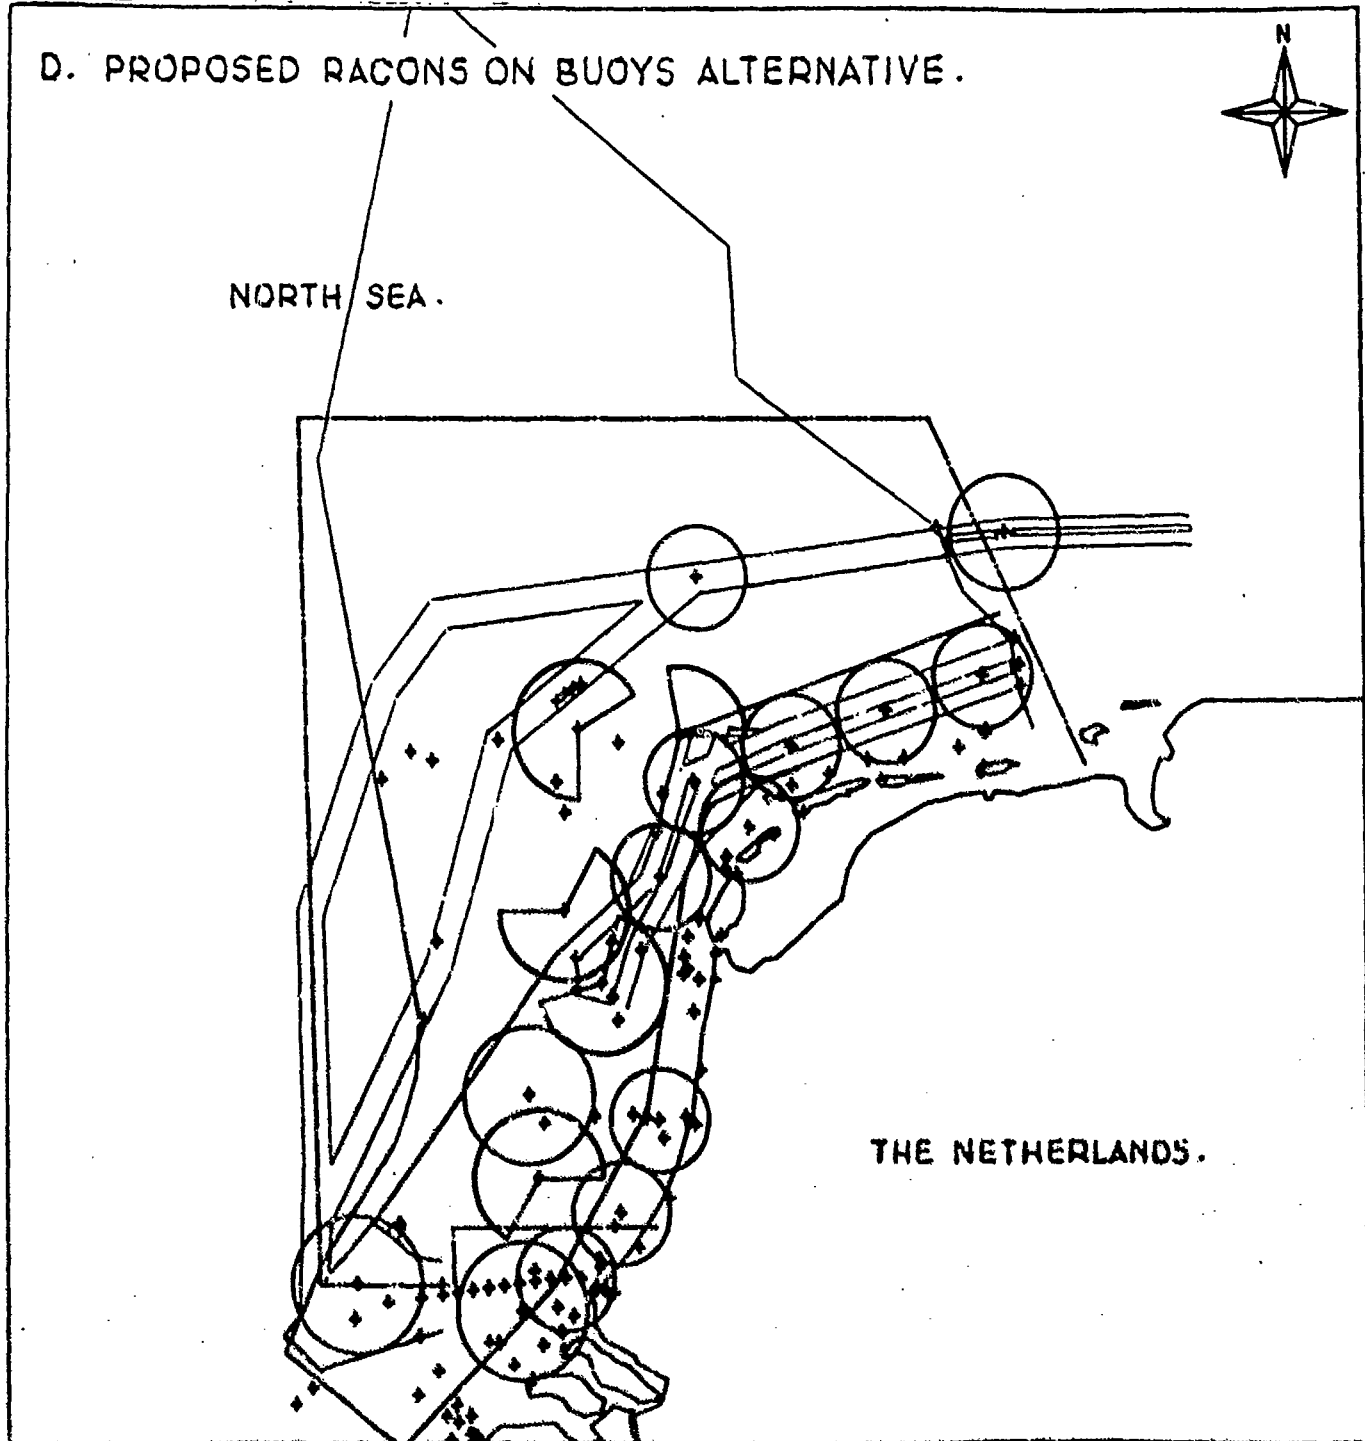 D. PROPOSED RACONS ON BUOYS ALTERNATIVE.
N
NORTH SEA.
THE NETHERLANDS.